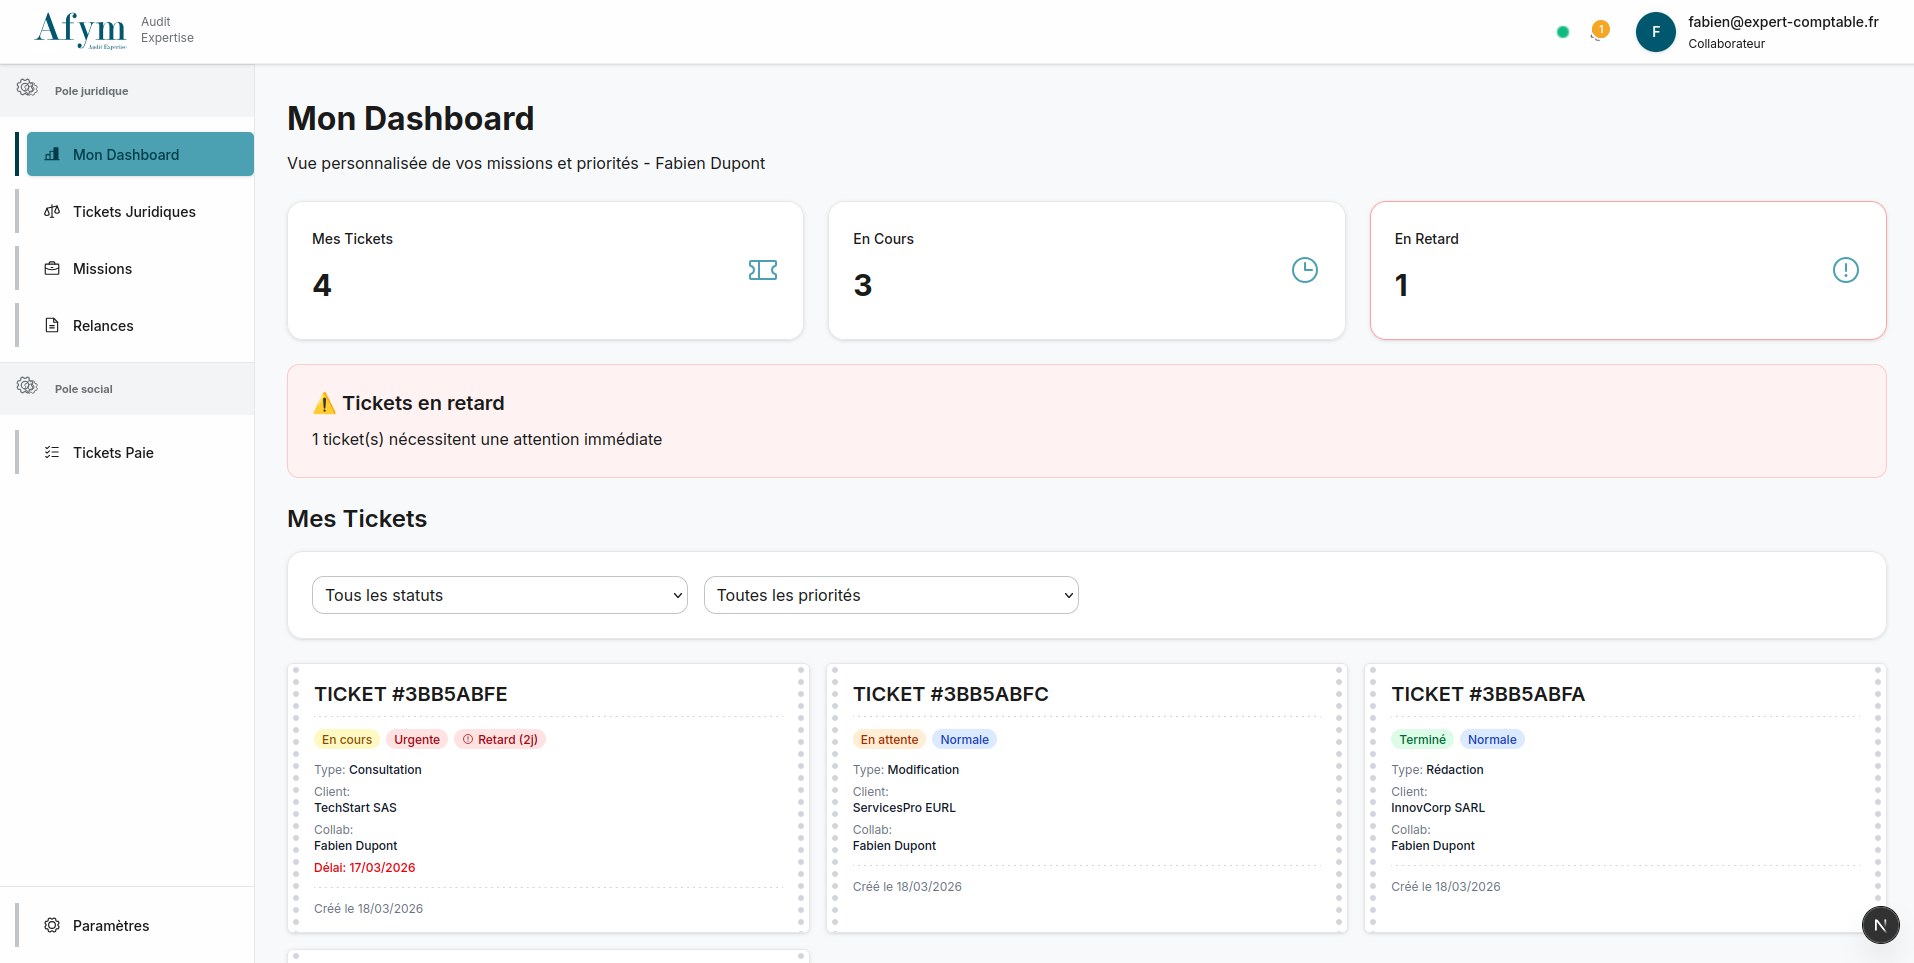 Afym
Audit Expertise
Audit
Expertise
1
F
fabien@expert-comptable.fr
Collaborateur
Pole juridique
Mon Dashboard
Tickets Juridiques
Missions
Relances
Pole social
Tickets Paie
Paramètres
Mon Dashboard
Vue personnalisée de vos missions et priorités - Fabien Dupont
Mes Tickets
4
En Cours
3
En Retard
1
⚠️ Tickets en retard
1 ticket(s) nécessitent une attention immédiate
Mes Tickets
Tous les statuts
Toutes les priorités
TICKET #3BB5ABFE
En cours Urgente Retard (2j)
Type: Consultation
Client:
TechStart SAS
Collab:
Fabien Dupont
Délai: 17/03/2026
Créé le 18/03/2026
TICKET #3BB5ABFC
En attente Normale
Type: Modification
Client:
ServicesPro EURL
Collab:
Fabien Dupont
Créé le 18/03/2026
TICKET #3BB5ABFA
Terminé Normale
Type: Rédaction
Client:
InnovCorp SARL
Collab:
Fabien Dupont
Créé le 18/03/2026
N